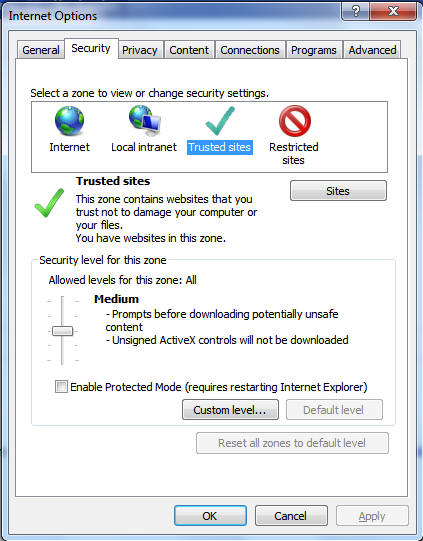 Internet Options
General Security Privacy Content Connections Programs Advanced
Select a zone to view or change security settings.
Internet Local intranet Trusted sites Restricted
sites
Trusted sites
Sites
This zone contains websites that you
trust not to damage your computer or
your files.
You have websites in this zone.
Security level for this zone
Allowed levels for this zone: All
Medium
- Prompts before downloading potentially unsafe
content
- Unsigned ActiveX controls will not be downloaded
Enable Protected Mode (requires restarting Internet Explorer)
Custom level... Default level
Reset all zones to default level
OK Cancel Apply